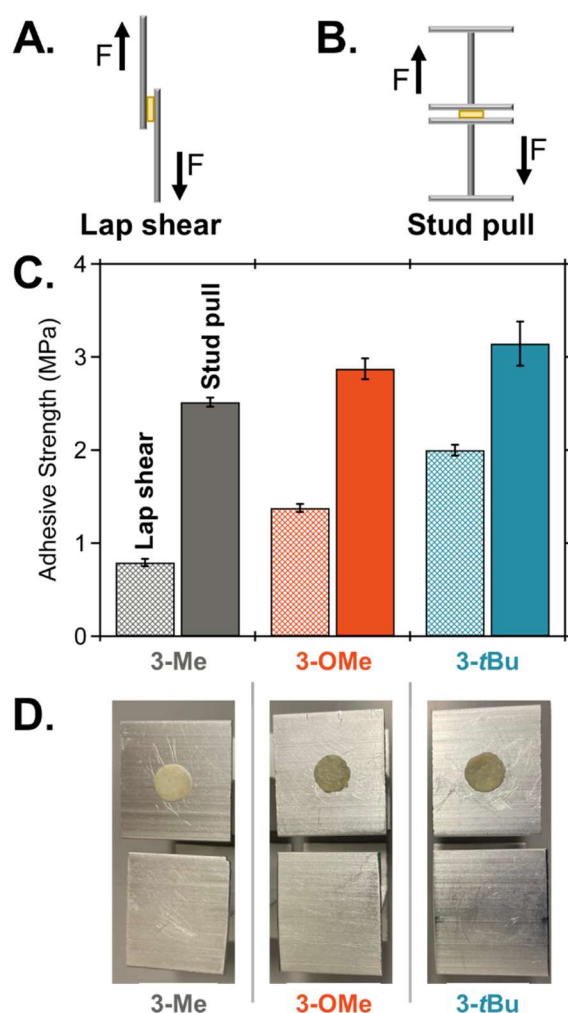 A.
F
F
Lap shear
B.
F
F
Stud pull
C.
Adhesive Strength (MPa)
4
3
2
1
0
Lap shear
Stud pull
3-Me
3-OMe
3-tBu
D.
3-Me
3-OMe
3-tBu